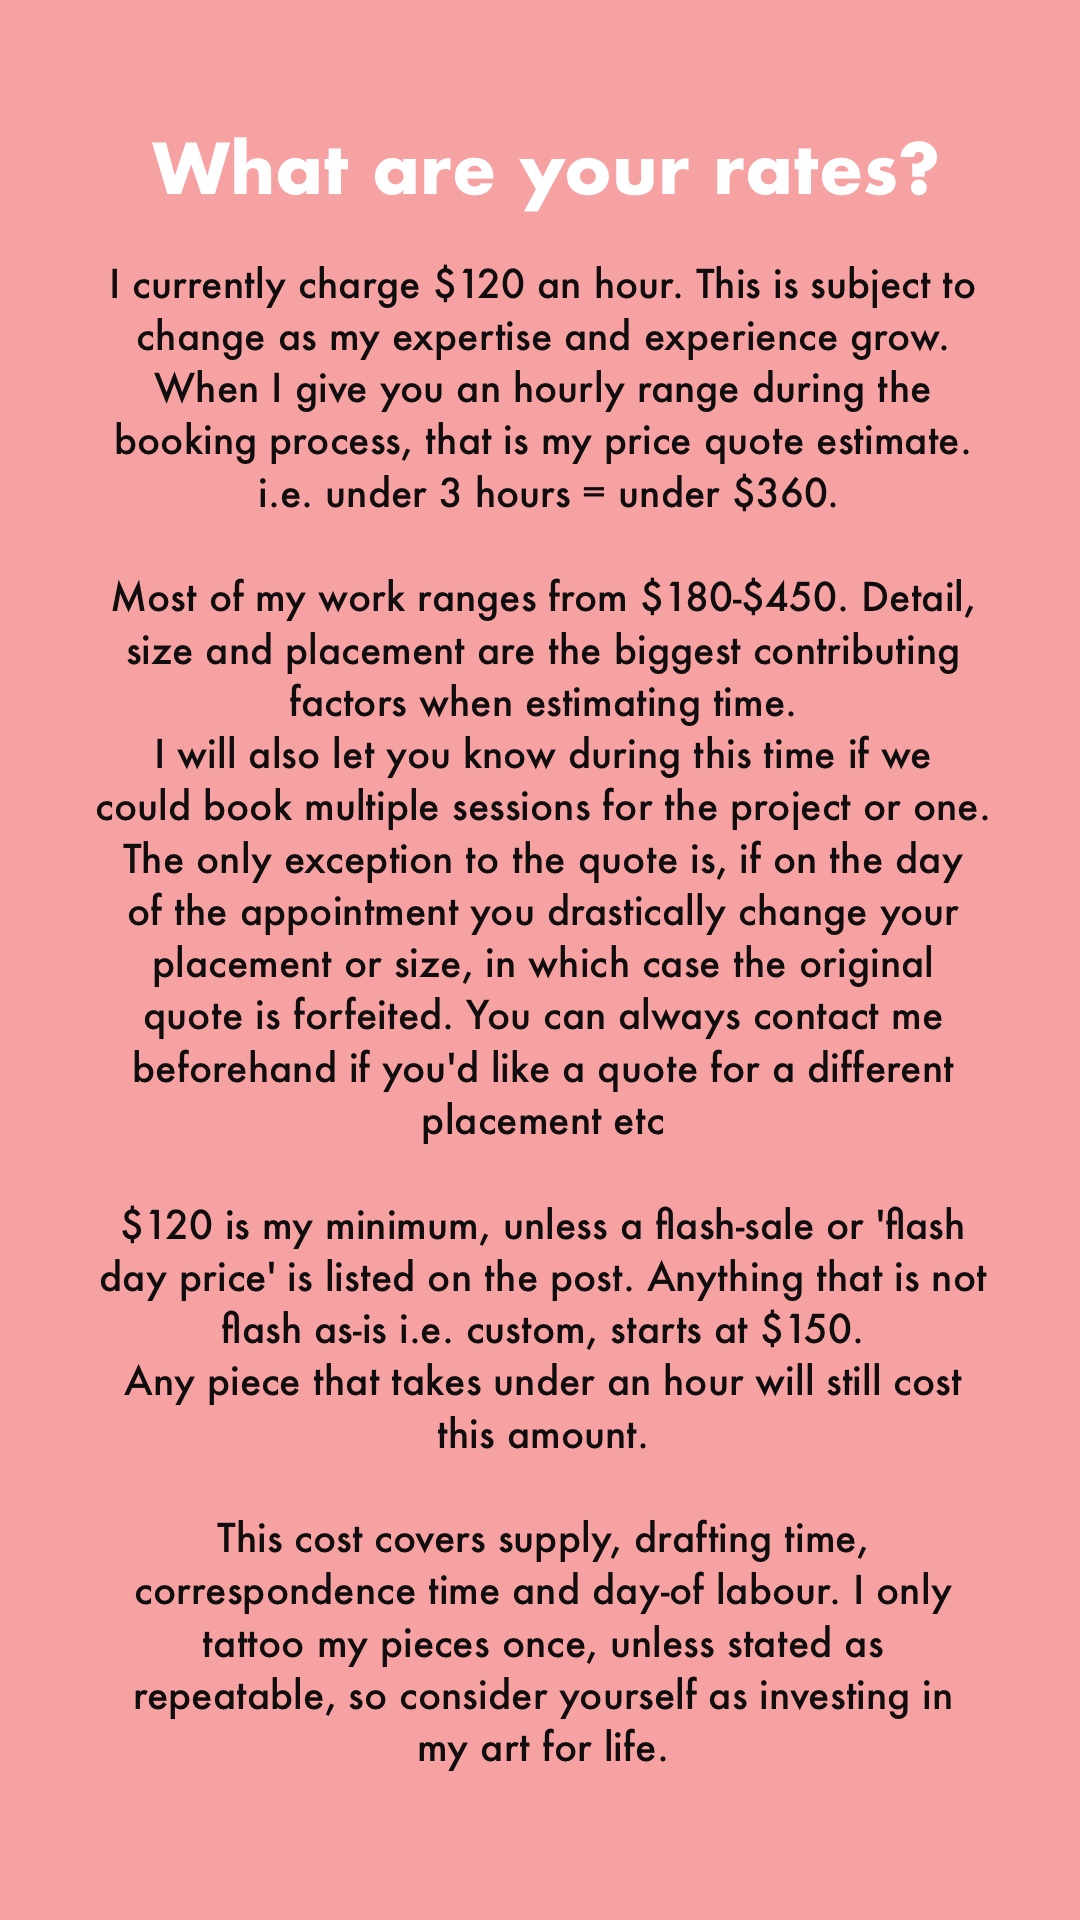 What are your rates?
I currently charge $120 an hour. This is subject to
change as my expertise and experience grow.
When I give you an hourly range during the
booking process, that is my price quote estimate.
i.e. under 3 hours = under $360.
Most of my work ranges from $180-$450. Detail,
size and placement are the biggest contributing
factors when estimating time.
I will also let you know during this time if we
could book multiple sessions for the project or one.
The only exception to the quote is, if on the day
of the appointment you drastically change your
placement or size, in which case the original
quote is forfeited. You can always contact me
beforehand if you'd like a quote for a different
placement etc
$120 is my minimum, unless a flash-sale or 'flash
day price' is listed on the post. Anything that is not
flash as-is i.e. custom, starts at $150.
Any piece that takes under an hour will still cost
this amount.
This cost covers supply, drafting time,
correspondence time and day-of labour. I only
tattoo my pieces once, unless stated as
repeatable, so consider yourself as investing in
my art for life.